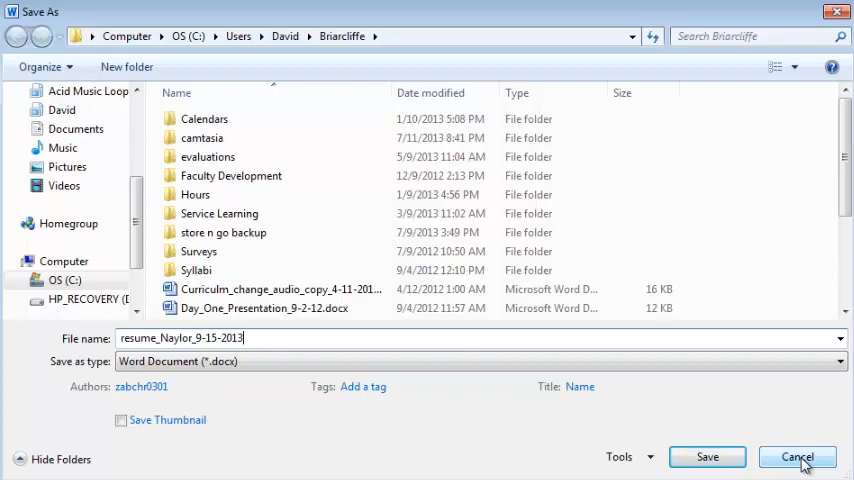 Save As
Computer OS (C:) Users David Briarcliffe Search Briarcliffe
Organize New folder
Name Date modified Type Size
Acid Music Loop
David
Documents
Music
Pictures
Videos
Homegroup
Computer
OS (C:)
HP_RECOVERY (D
Calendars 1/10/2013 5:08 PM File folder
camtasia 7/11/2013 8:41 PM File folder
evaluations 5/9/2013 11:04 AM File folder
Faculty Development 12/9/2012 2:13 PM File folder
Hours 1/9/2013 4:56 PM File folder
Service Learning 3/9/2013 11:02 AM File folder
store n go backup 7/9/2013 3:49 PM File folder
Surveys 7/9/2012 10:50 AM File folder
Syllabi 9/4/2012 12:10 PM File folder
Curriculm_change_audio_copy_4-11-201... 4/12/2012 1:00 AM Microsoft Word D... 16 KB
Day_One_Presentation_9-2-12.docx 9/4/2012 11:57 AM Microsoft Word D... 12 KB
File name: resume_Naylor_9-15-2013
Save as type: Word Document (*.docx)
Authors: zabchr0301 Tags: Add a tag Title: Name
Save Thumbnail
Hide Folders Tools Save Cancel